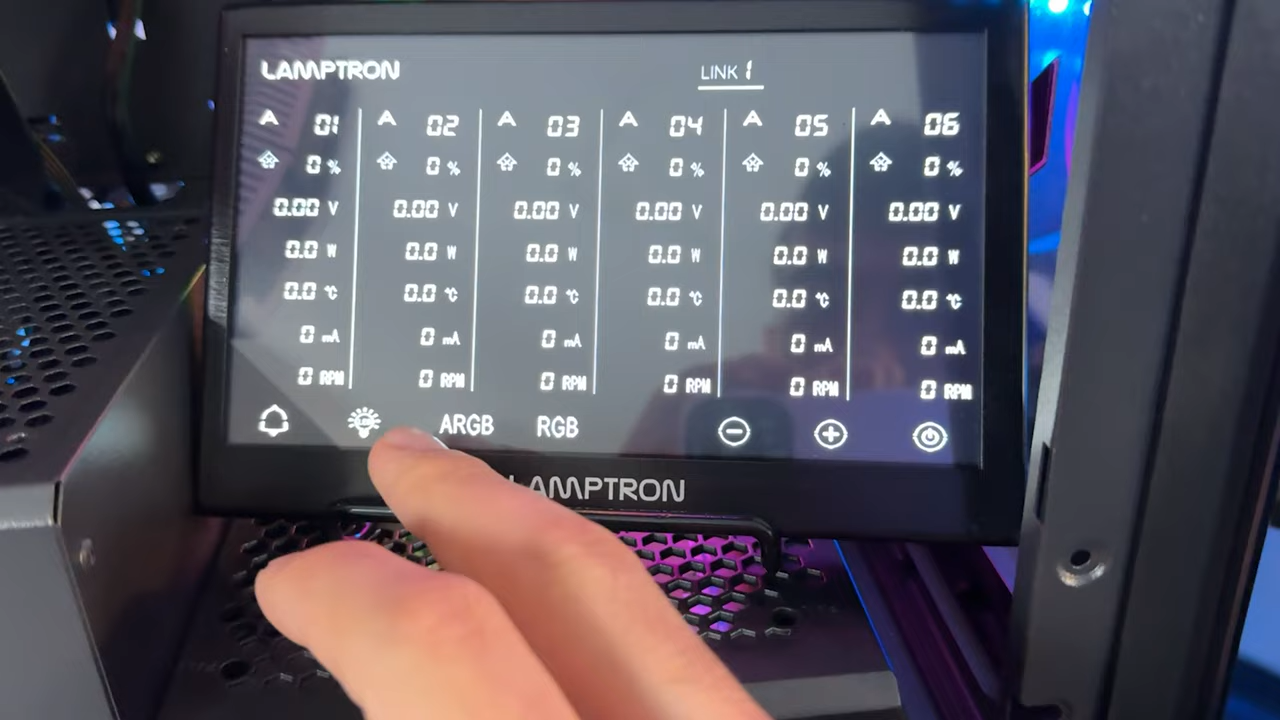 LAMPTRON
LINK 1
A 01 A 02 A 03 A 04 A 05 A 06
0 % 0 % 0 % 0 % 0 % 0 %
0.00 V 0.00 V 0.00 V 0.00 V 0.00 V 0.00 V
0.0 W 0.0 W 0.0 W 0.0 W 0.0 W 0.0 W
0.0 ℃ 0.0 ℃ 0.0 ℃ 0.0 ℃ 0.0 ℃ 0.0 ℃
0 mA 0 mA 0 mA 0 mA 0 mA 0 mA
0 RPM 0 RPM 0 RPM 0 RPM 0 RPM 0 RPM
ARGB RGB
LAMPTRON